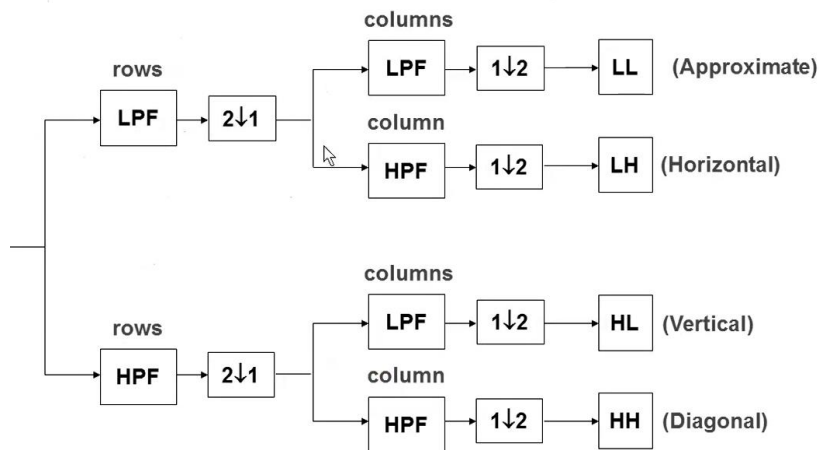 columns
rows
LPF
1↓2
LL
(Approximate)
LPF
2↓1
column
HPF
1↓2
LH
(Horizontal)
columns
rows
LPF
1↓2
HL
(Vertical)
HPF
2↓1
column
HPF
1↓2
HH
(Diagonal)